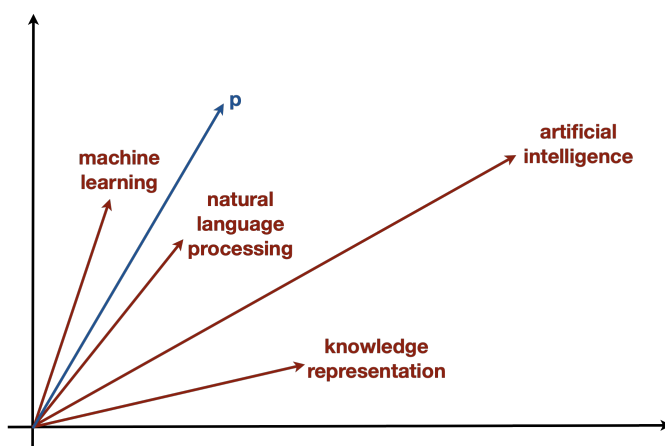 p
machine
learning
natural
language
processing
artificial
intelligence
knowledge
representation